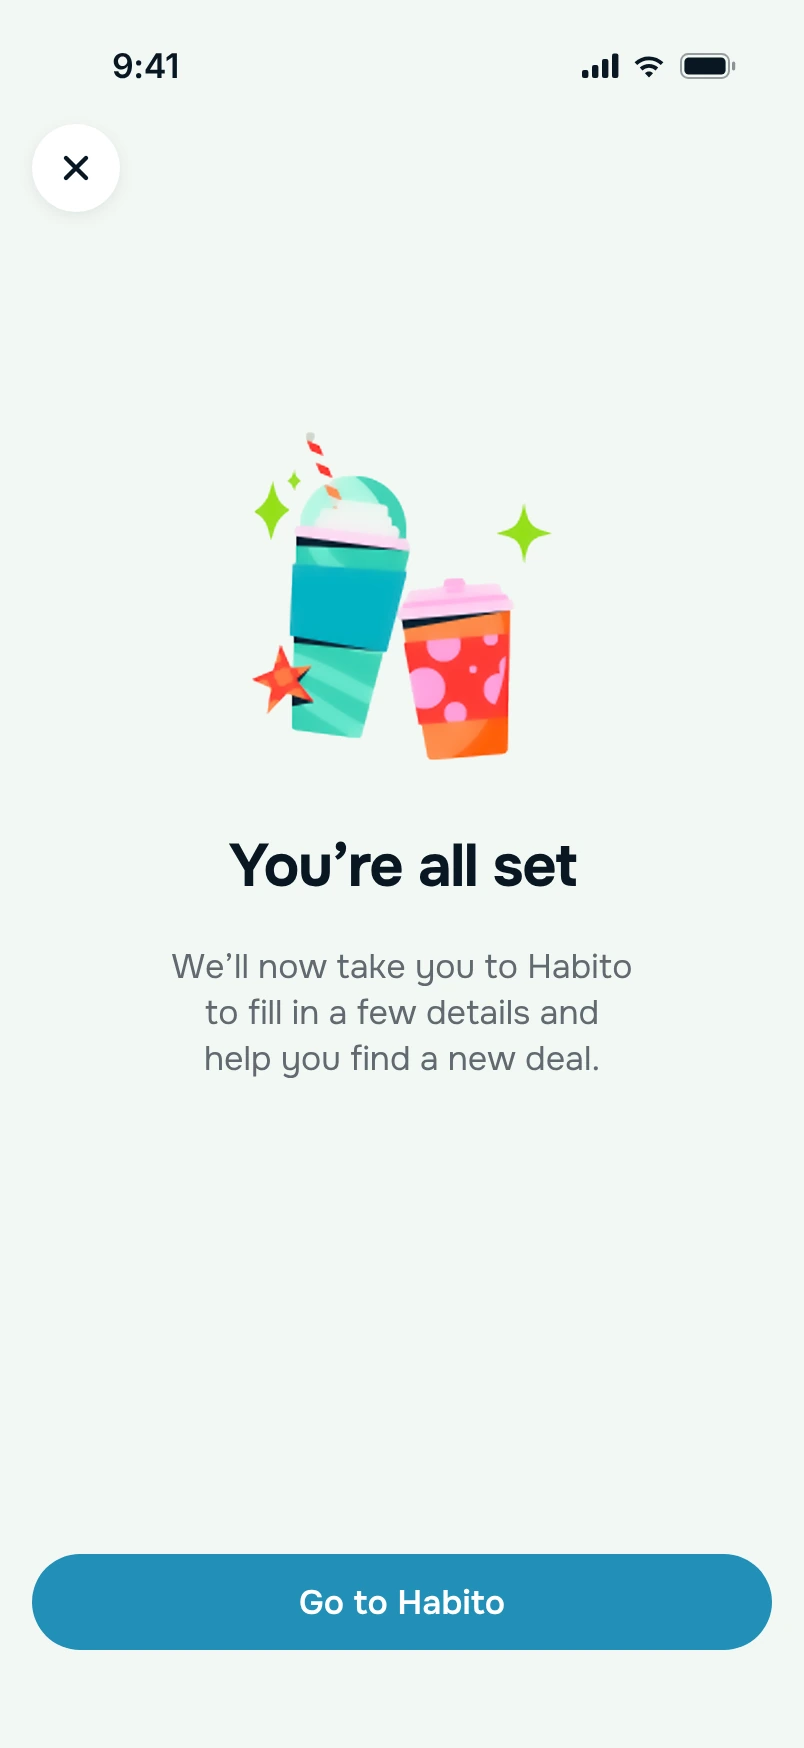 9:41
You’re all set
We’ll now take you to Habito
to fill in a few details and
help you find a new deal.
Go to Habito